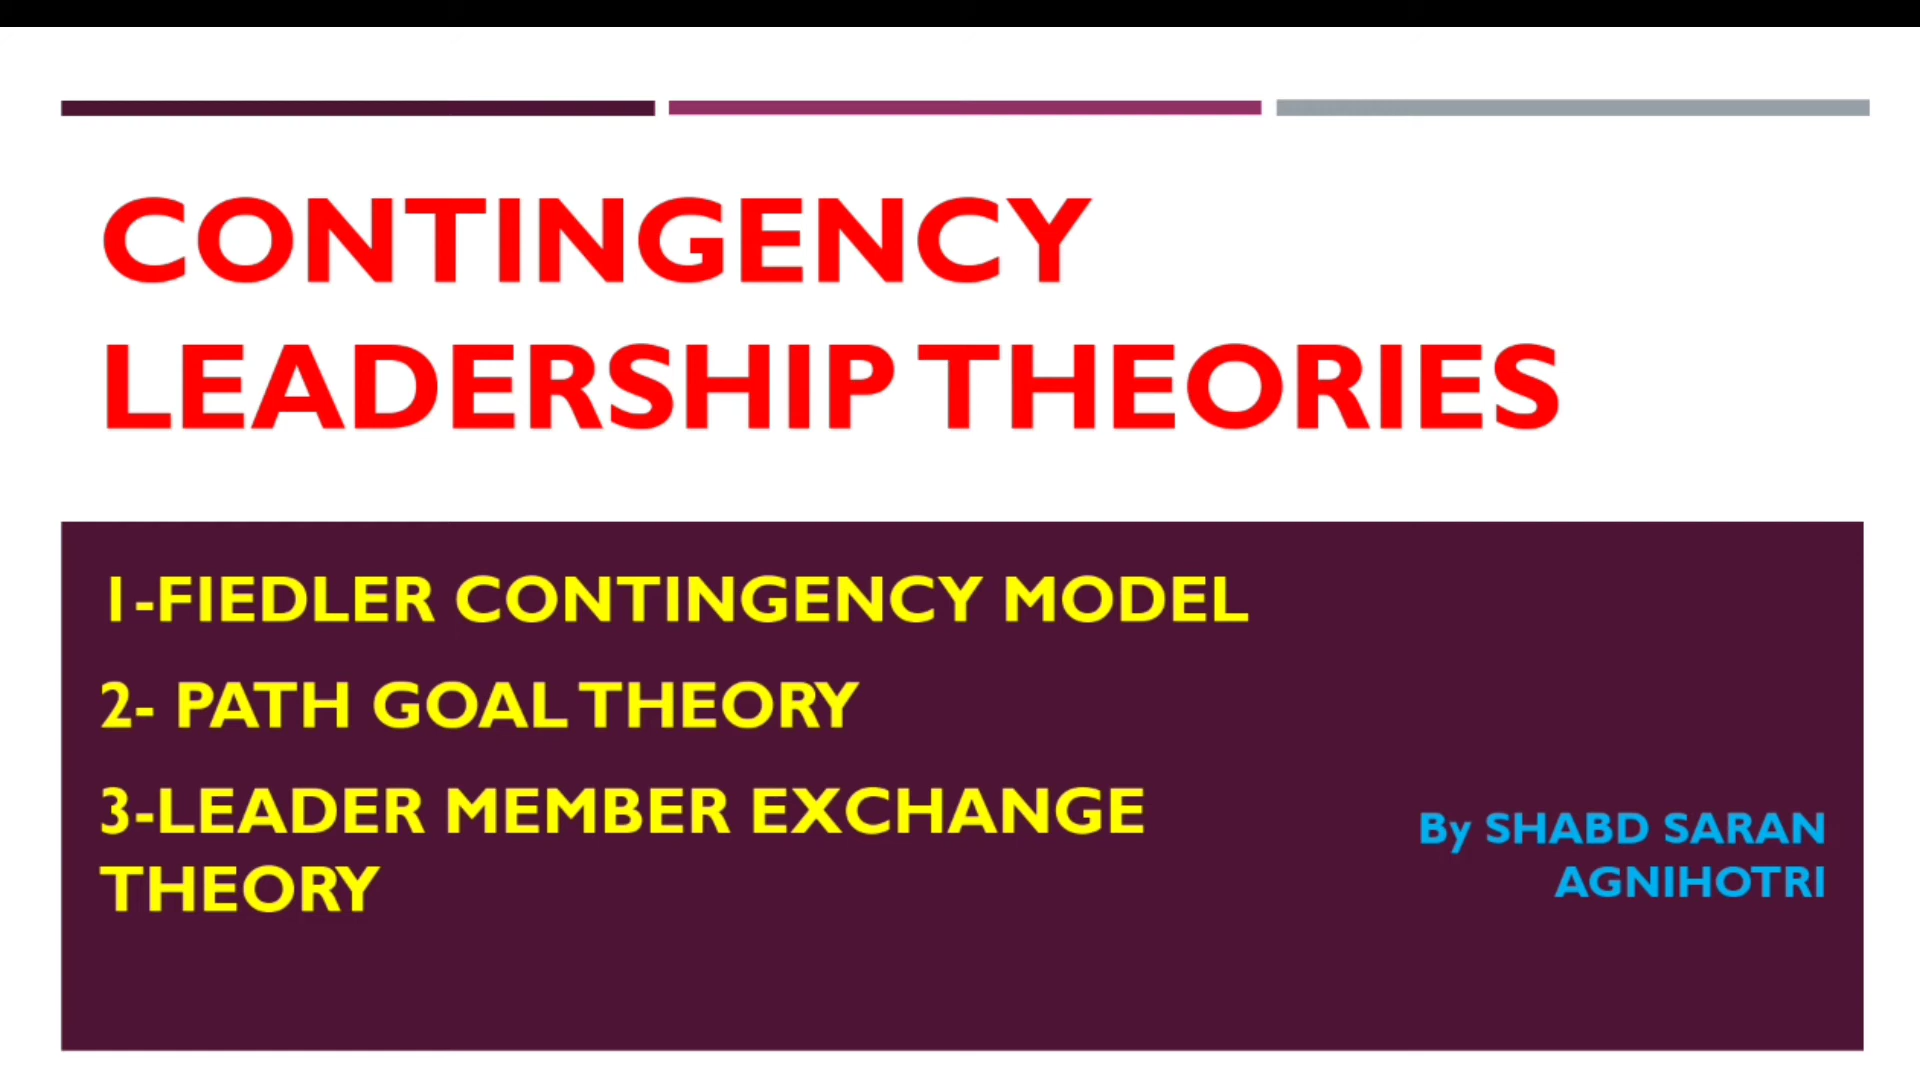 CONTINGENCY
LEADERSHIP THEORIES
1-FIEDLER CONTINGENCY MODEL
2- PATH GOAL THEORY
3-LEADER MEMBER EXCHANGE
THEORY
By SHABD SARAN
AGNIHOTRI